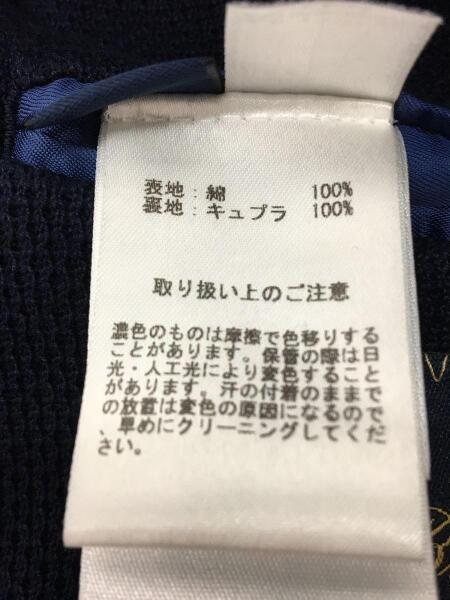 表地：綿 100%
裏地：キュプラ 100%
取り扱い上のご注意
濃色のものは摩擦で色移りする
ことがあります。保管の際は日
光・人工光により変色すること
があります。汗の付着のままで
の放置は変色の原因になるので
、早めにクリーニングしてくだ
さい。
V